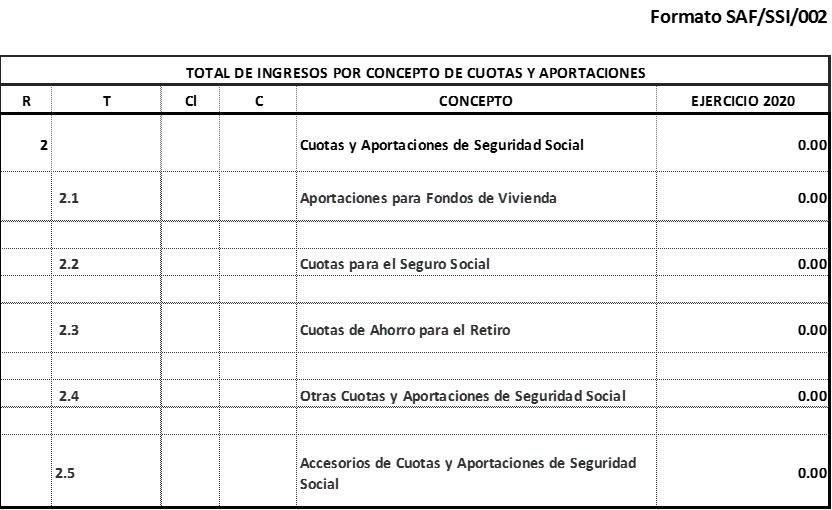 Formato SAF/SSI/002
TOTAL DE INGRESOS POR CONCEPTO DE CUOTAS Y APORTACIONES
R T Cl C CONCEPTO EJERCICIO 2020
2 Cuotas y Aportaciones de Seguridad Social 0.00
2.1 Aportaciones para Fondos de Vivienda 0.00
2.2 Cuotas para el Seguro Social 0.00
2.3 Cuotas de Ahorro para el Retiro 0.00
2.4 Otras Cuotas y Aportaciones de Seguridad Social 0.00
2.5 Accesorios de Cuotas y Aportaciones de Seguridad
Social 0.00